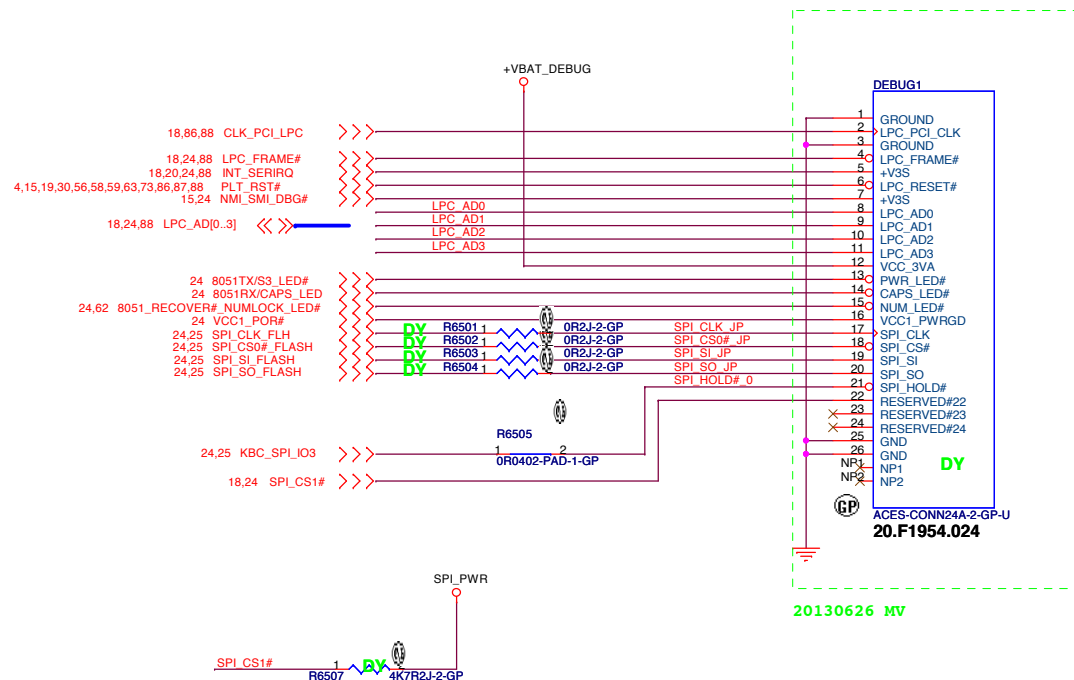 +VBAT_DEBUG
DEBUG1
18,86,88 CLK_PCI_LPC
18,24,88 LPC_FRAME#
18,20,24,88 INT_SERIRQ
4,15,19,30,56,58,59,63,73,86,87,88 PLT_RST#
15,24 NMI_SMI_DBG#
18,24,88 LPC_AD[0..3]
LPC_AD0
LPC_AD1
LPC_AD2
LPC_AD3
24 8051TX/S3_LED#
24 8051RX/CAPS_LED
24,62 8051_RECOVER#_NUMLOCK_LED#
24 VCC1_POR#
24,25 SPI_CLK_FLH
24,25 SPI_CS0#_FLASH
24,25 SPI_SI_FLASH
24,25 SPI_SO_FLASH
DY R6501 1 0R2J-2-GP SPI_CLK_JP
DY R6502 1 0R2J-2-GP SPI_CS0#_JP
DY R6503 1 0R2J-2-GP SPI_SI_JP
DY R6504 1 0R2J-2-GP SPI_SO_JP
SPI_HOLD#_0
R6505
24,25 KBC_SPI_IO3
1 2
0R0402-PAD-1-GP
18,24 SPI_CS1#
1 GROUND
2 LPC_PCI_CLK
3 GROUND
4 LPC_FRAME#
5 +V3S
6 LPC_RESET#
7 +V3S
8 LPC_AD0
9 LPC_AD1
10 LPC_AD2
11 LPC_AD3
12 VCC_3VA
13 PWR_LED#
14 CAPS_LED#
15 NUM_LED#
16 VCC1_PWRGD
17 SPI_CLK
18 SPI_CS#
19 SPI_SI
20 SPI_SO
21 SPI_HOLD#
22 RESERVED#22
23 RESERVED#23
24 RESERVED#24
25 GND
26 GND
NP1 NP1
NP2 NP2
DY
GP
ACES-CONN24A-2-GP-U
20.F1954.024
20130626 MV
SPI_PWR
SPI_CS1#
1 DY 2
R6507 4K7R2J-2-GP